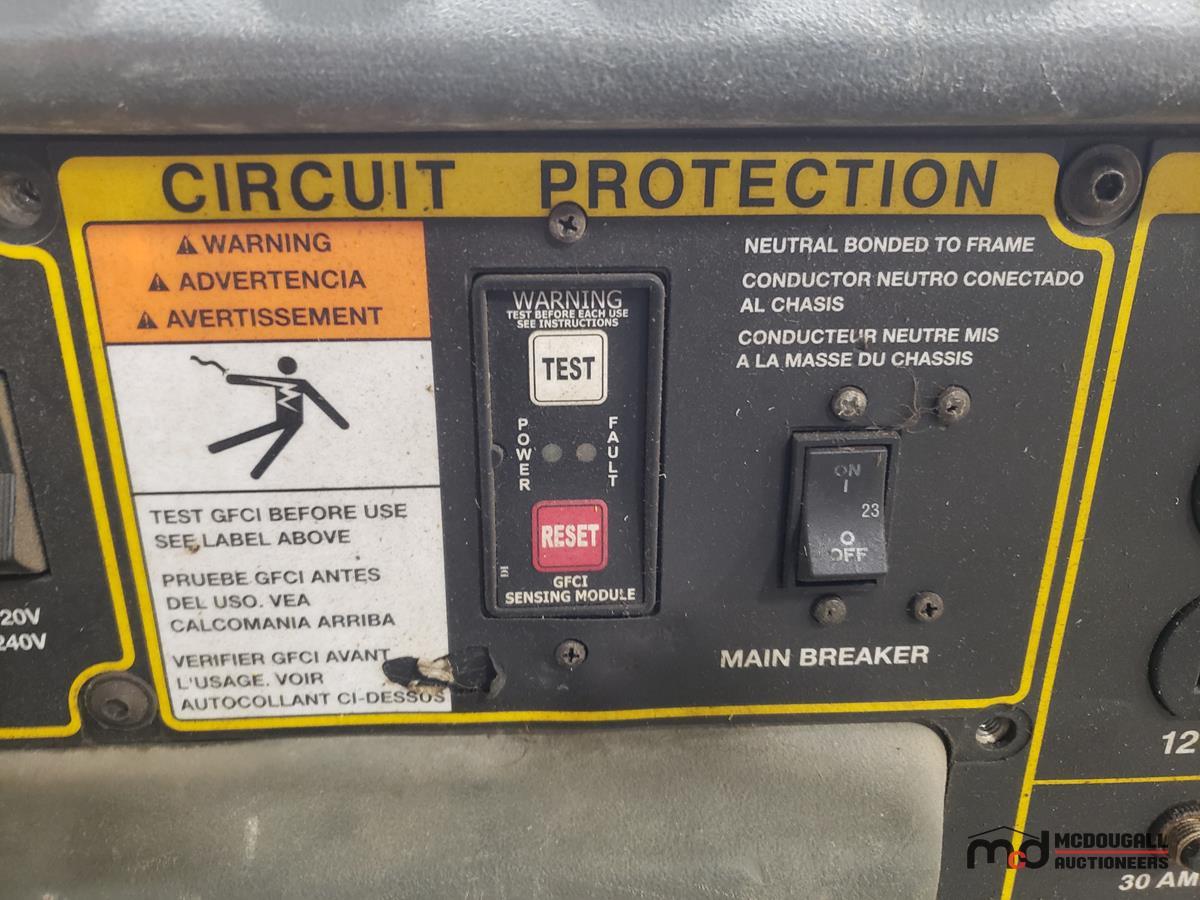 CIRCUIT PROTECTION
WARNING
ADVERTENCIA
AVERTISSEMENT
TEST GFCI BEFORE USE
SEE LABEL ABOVE
PRUEBE GFCI ANTES
DEL USO. VEA
CALCOMANIA ARRIBA
VERIFIER GFCI AVANT
L'USAGE. VOIR
AUTOCOLLANT CI-DESSOS
WARNING
TEST BEFORE EACH USE
SEE INSTRUCTIONS
TEST
POWER
FAULT
RESET
GFCI
SENSING MODULE
NEUTRAL BONDED TO FRAME
CONDUCTOR NEUTRO CONECTADO
AL CHASIS
CONDUCTEUR NEUTRE MIS
A LA MASSE DU CHASSIS
ON
I
23
O
OFF
MAIN BREAKER
20V
240V
12
30 AM
mcd MCDOUGALL
AUCTIONEERS